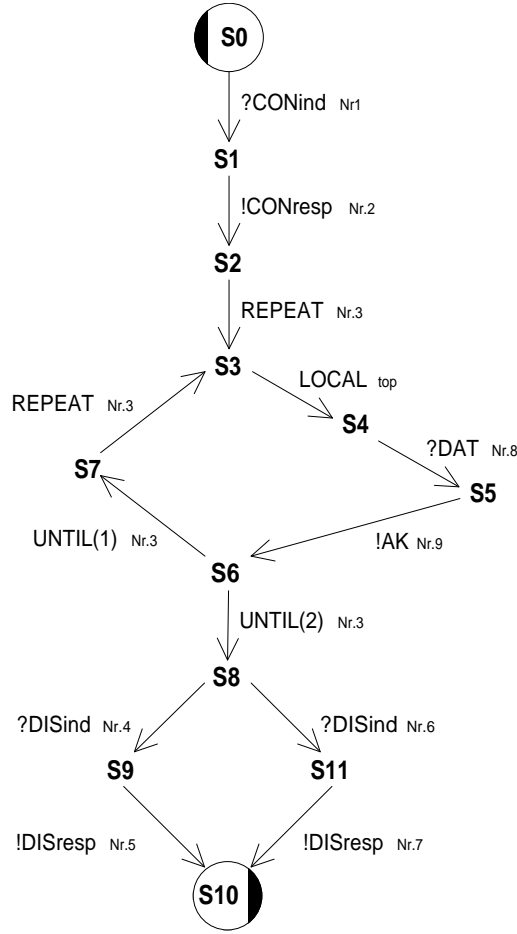 S0
?CONind Nr1
S1
!CONresp Nr.2
S2
REPEAT Nr.3
S3
LOCAL top
REPEAT Nr.3
S4
?DAT Nr.8
S7
S5
UNTIL(1) Nr.3
!AK Nr.9
S6
UNTIL(2) Nr.3
S8
?DISind Nr.4
?DISind Nr.6
S9
S11
!DISresp Nr.5
!DISresp Nr.7
S10